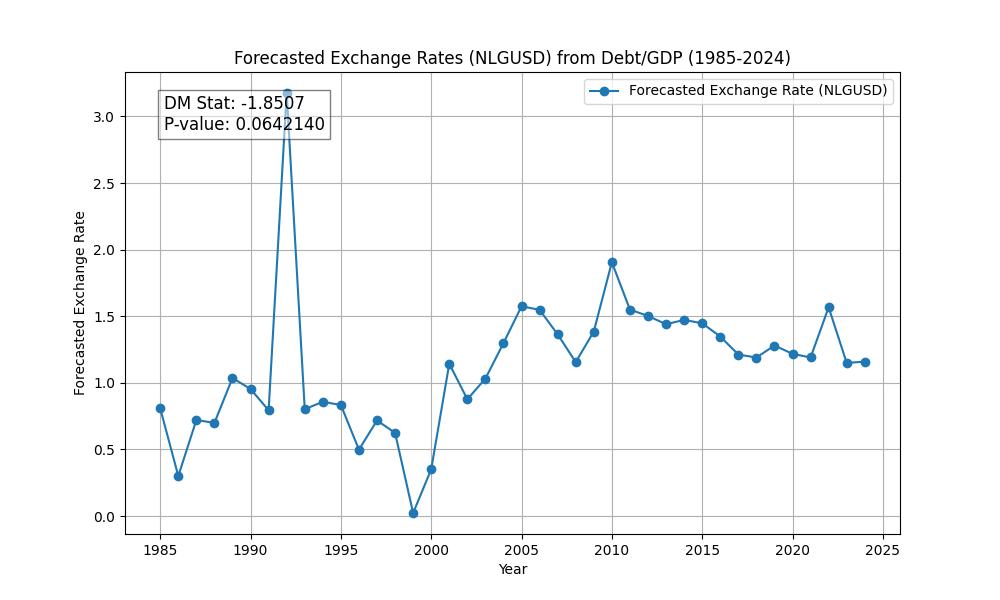 Forecasted Exchange Rates (NLGUSD) from Debt/GDP (1985-2024)
DM Stat: -1.8507
P-value: 0.0642140
Forecasted Exchange Rate (NLGUSD)
Forecasted Exchange Rate
3.0
2.5
2.0
1.5
1.0
0.5
0.0
1985 1990 1995 2000 2005 2010 2015 2020 2025
Year